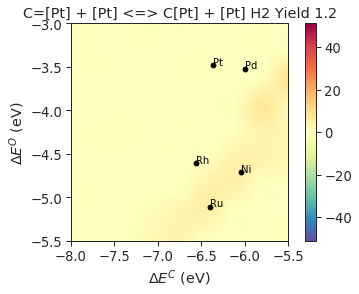 C=[Pt] + [Pt] <=> C[Pt] + [Pt] H2 Yield 1.2
−3.0
−3.5
−4.0
−4.5
−5.0
−5.5
ΔE^O (eV)
Pt
Pd
Rh
Ni
Ru
−8.0 −7.5 −7.0 −6.5 −6.0 −5.5
ΔE^C (eV)
40
20
0
−20
−40